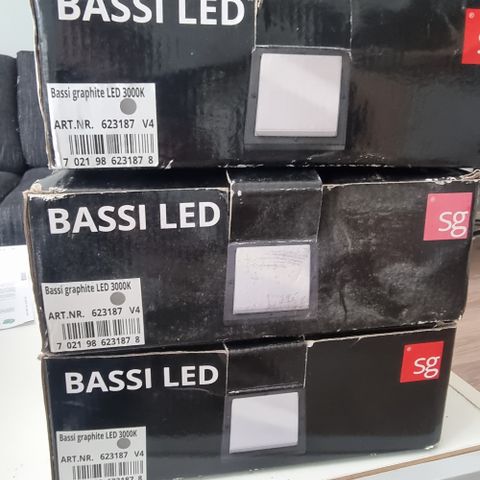 BASSI LED
Bassi graphite LED 3000K
ART.NR. 623187 V4
7 021 98 623187 8
BASSI LED
sg
Bassi graphite LED 3000K
ART.NR. 623187 V4
7 021 98 623187 8
BASSI LED
sg
Bassi graphite LED 3000K
ART.NR. 623187 V4